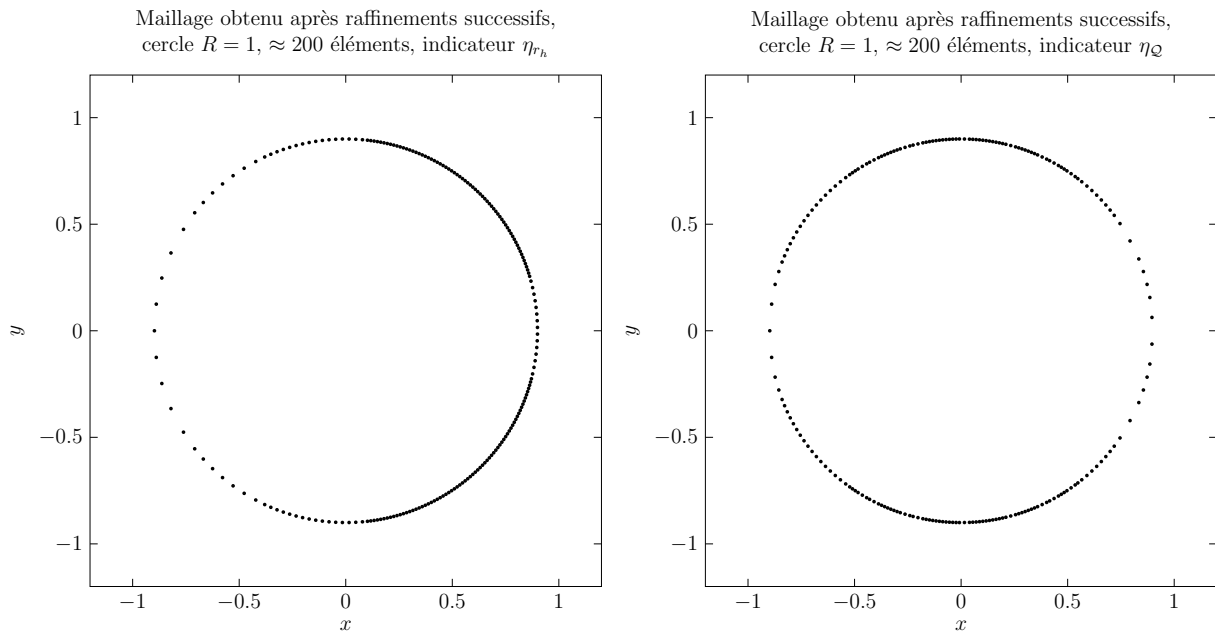 Maillage obtenu après raffinements successifs,
cercle R = 1, ≈ 200 éléments, indicateur η_{r_h}
1
0.5
0
−0.5
−1
y
−1 −0.5 0 0.5 1
x
Maillage obtenu après raffinements successifs,
cercle R = 1, ≈ 200 éléments, indicateur η_𝒬
1
0.5
0
−0.5
−1
y
−1 −0.5 0 0.5 1
x